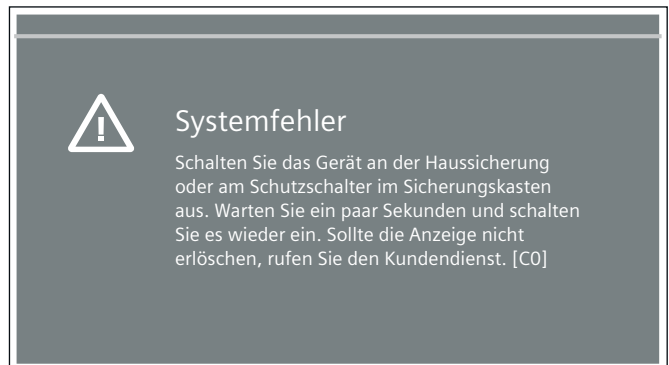 Systemfehler
Schalten Sie das Gerät an der Haussicherung
oder am Schutzschalter im Sicherungskasten
aus. Warten Sie ein paar Sekunden und schalten
Sie es wieder ein. Sollte die Anzeige nicht
erlöschen, rufen Sie den Kundendienst. [C0]